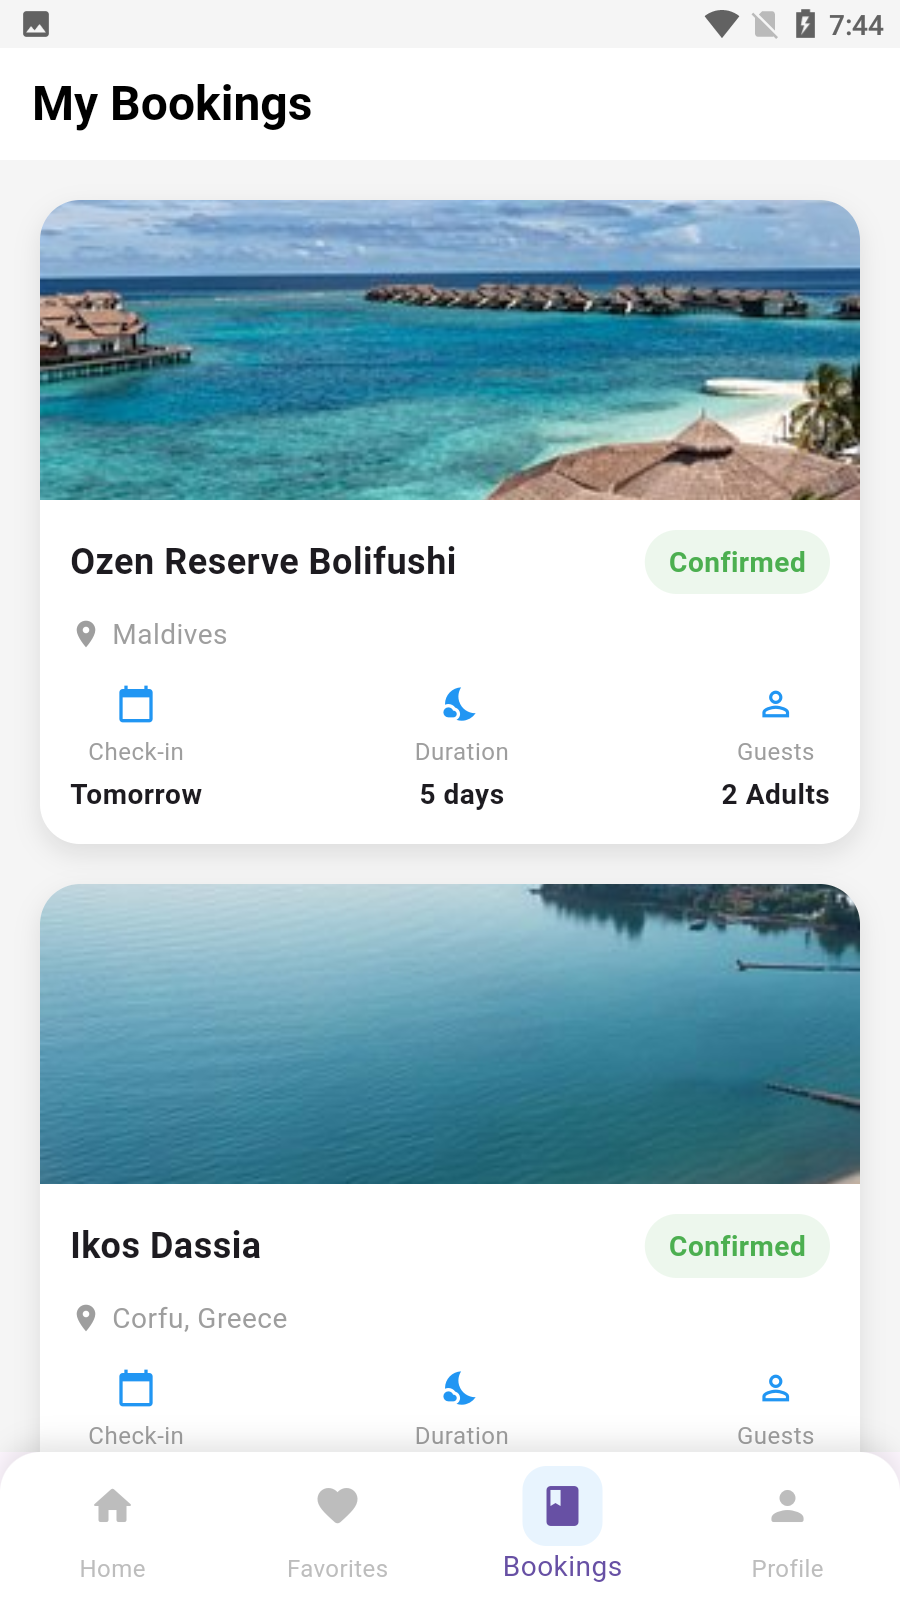 7:44
My Bookings
Ozen Reserve Bolifushi
Confirmed
Maldives
Check-in
Duration
Guests
Tomorrow
5 days
2 Adults
Ikos Dassia
Confirmed
Corfu, Greece
Check-in
Duration
Guests
Home
Favorites
Bookings
Profile